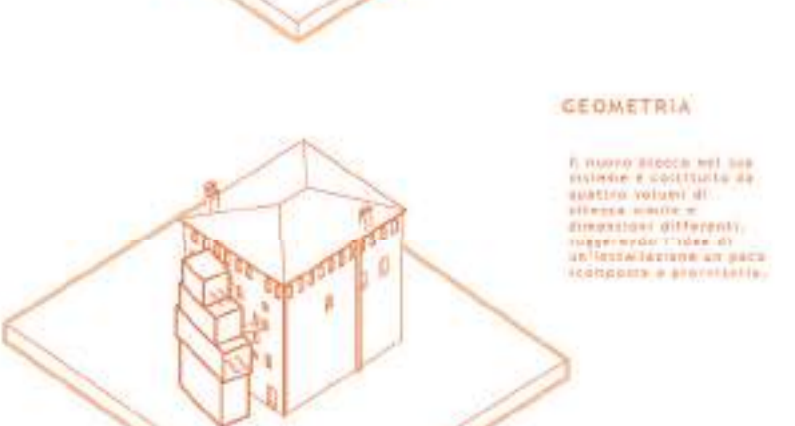 GEOMETRIA
Il nuovo blocco nel suo
insieme è costituito da
quattro volumi di
altezza simile e
dimensioni differenti,
suggerendo l'idea di
un'installazione un poco
scomposta e provvisoria.